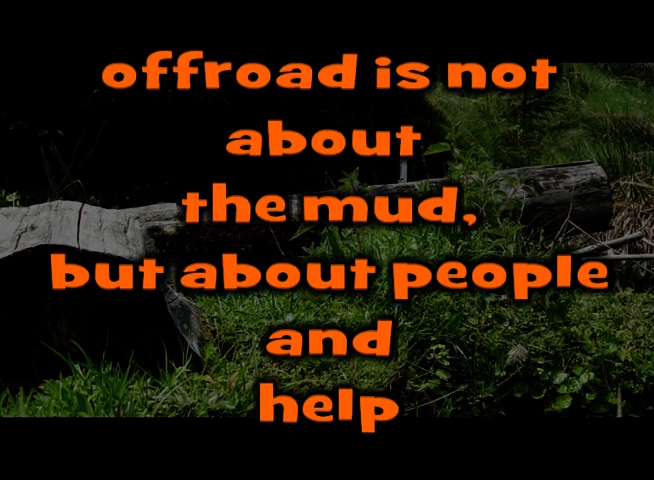 offroad is not
about
the mud,
but about people
and
help